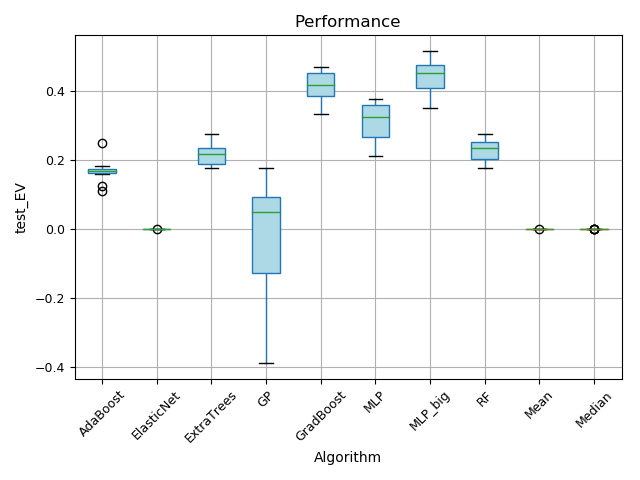 Performance
test_EV
0.4
0.2
0.0
−0.2
−0.4
AdaBoost
ElasticNet
ExtraTrees
GP
GradBoost
MLP
MLP_big
RF
Mean
Median
Algorithm